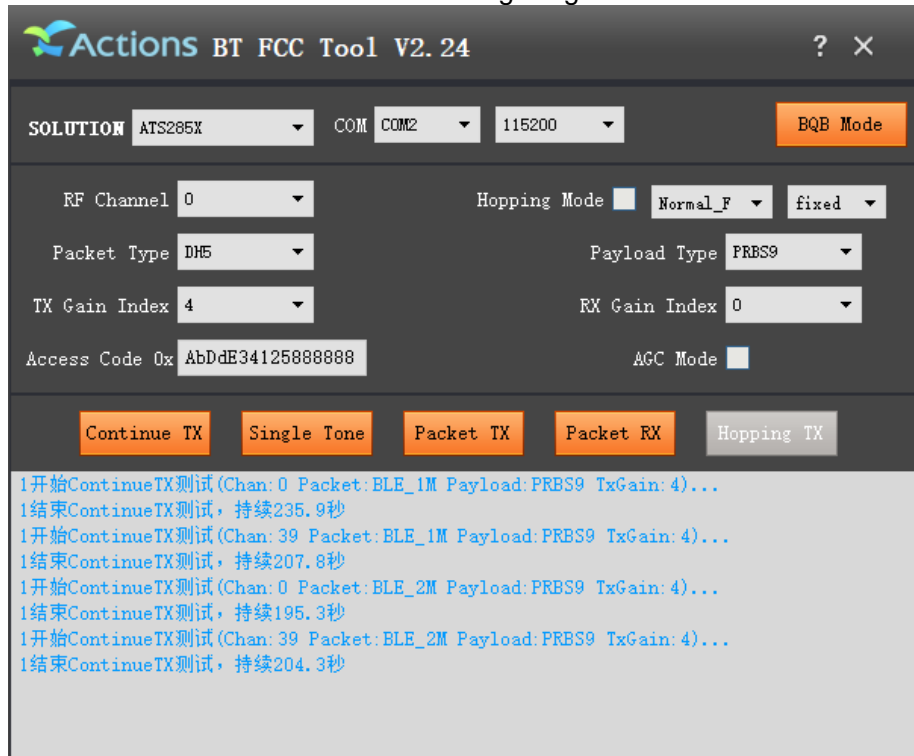 Actions BT FCC Tool V2.24 ? ×
SOLUTION ATS285X COM COM2 115200 BQB Mode
RF Channel 0 Hopping Mode Normal_F fixed
Packet Type DH5 Payload Type PRBS9
TX Gain Index 4 RX Gain Index 0
Access Code 0x AbDdE34125888888 AGC Mode
Continue TX Single Tone Packet TX Packet RX Hopping TX
1开始ContinueTX测试(Chan:0 Packet:BLE_1M Payload:PRBS9 TxGain:4)...
1结束ContinueTX测试，持续235.9秒
1开始ContinueTX测试(Chan:39 Packet:BLE_1M Payload:PRBS9 TxGain:4)...
1结束ContinueTX测试，持续207.8秒
1开始ContinueTX测试(Chan:0 Packet:BLE_2M Payload:PRBS9 TxGain:4)...
1结束ContinueTX测试，持续195.3秒
1开始ContinueTX测试(Chan:39 Packet:BLE_2M Payload:PRBS9 TxGain:4)...
1结束ContinueTX测试，持续204.3秒